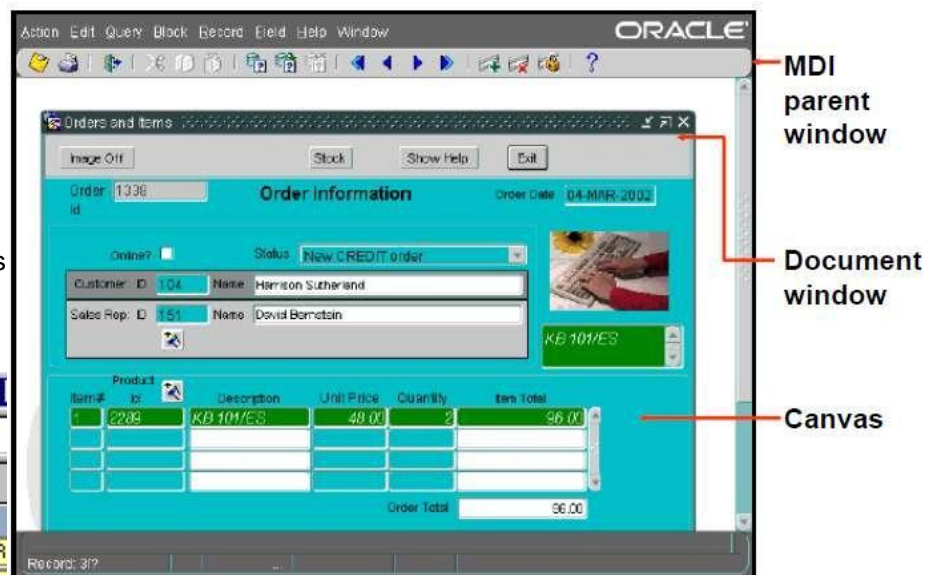 Action Edit Query Block Record Field Help Window
ORACLE
MDI
parent
window
Orders and Items
Image Off Stock Show Help Exit
Order 1338 Order Information Order Date 04-MAR-2002
Id
Online? Status New CREDIT order
Customer: ID 104 Name Harrison Sutherland
Document
window
Sales Rep: ID 151 Name David Bernstein
KB 101/ES
Product
Item# Id Description Unit Price Quantity Item Total
1 2289 KB 101/ES 48.00 2 96.00
Canvas
Order Total 96.00
Record: 3/?